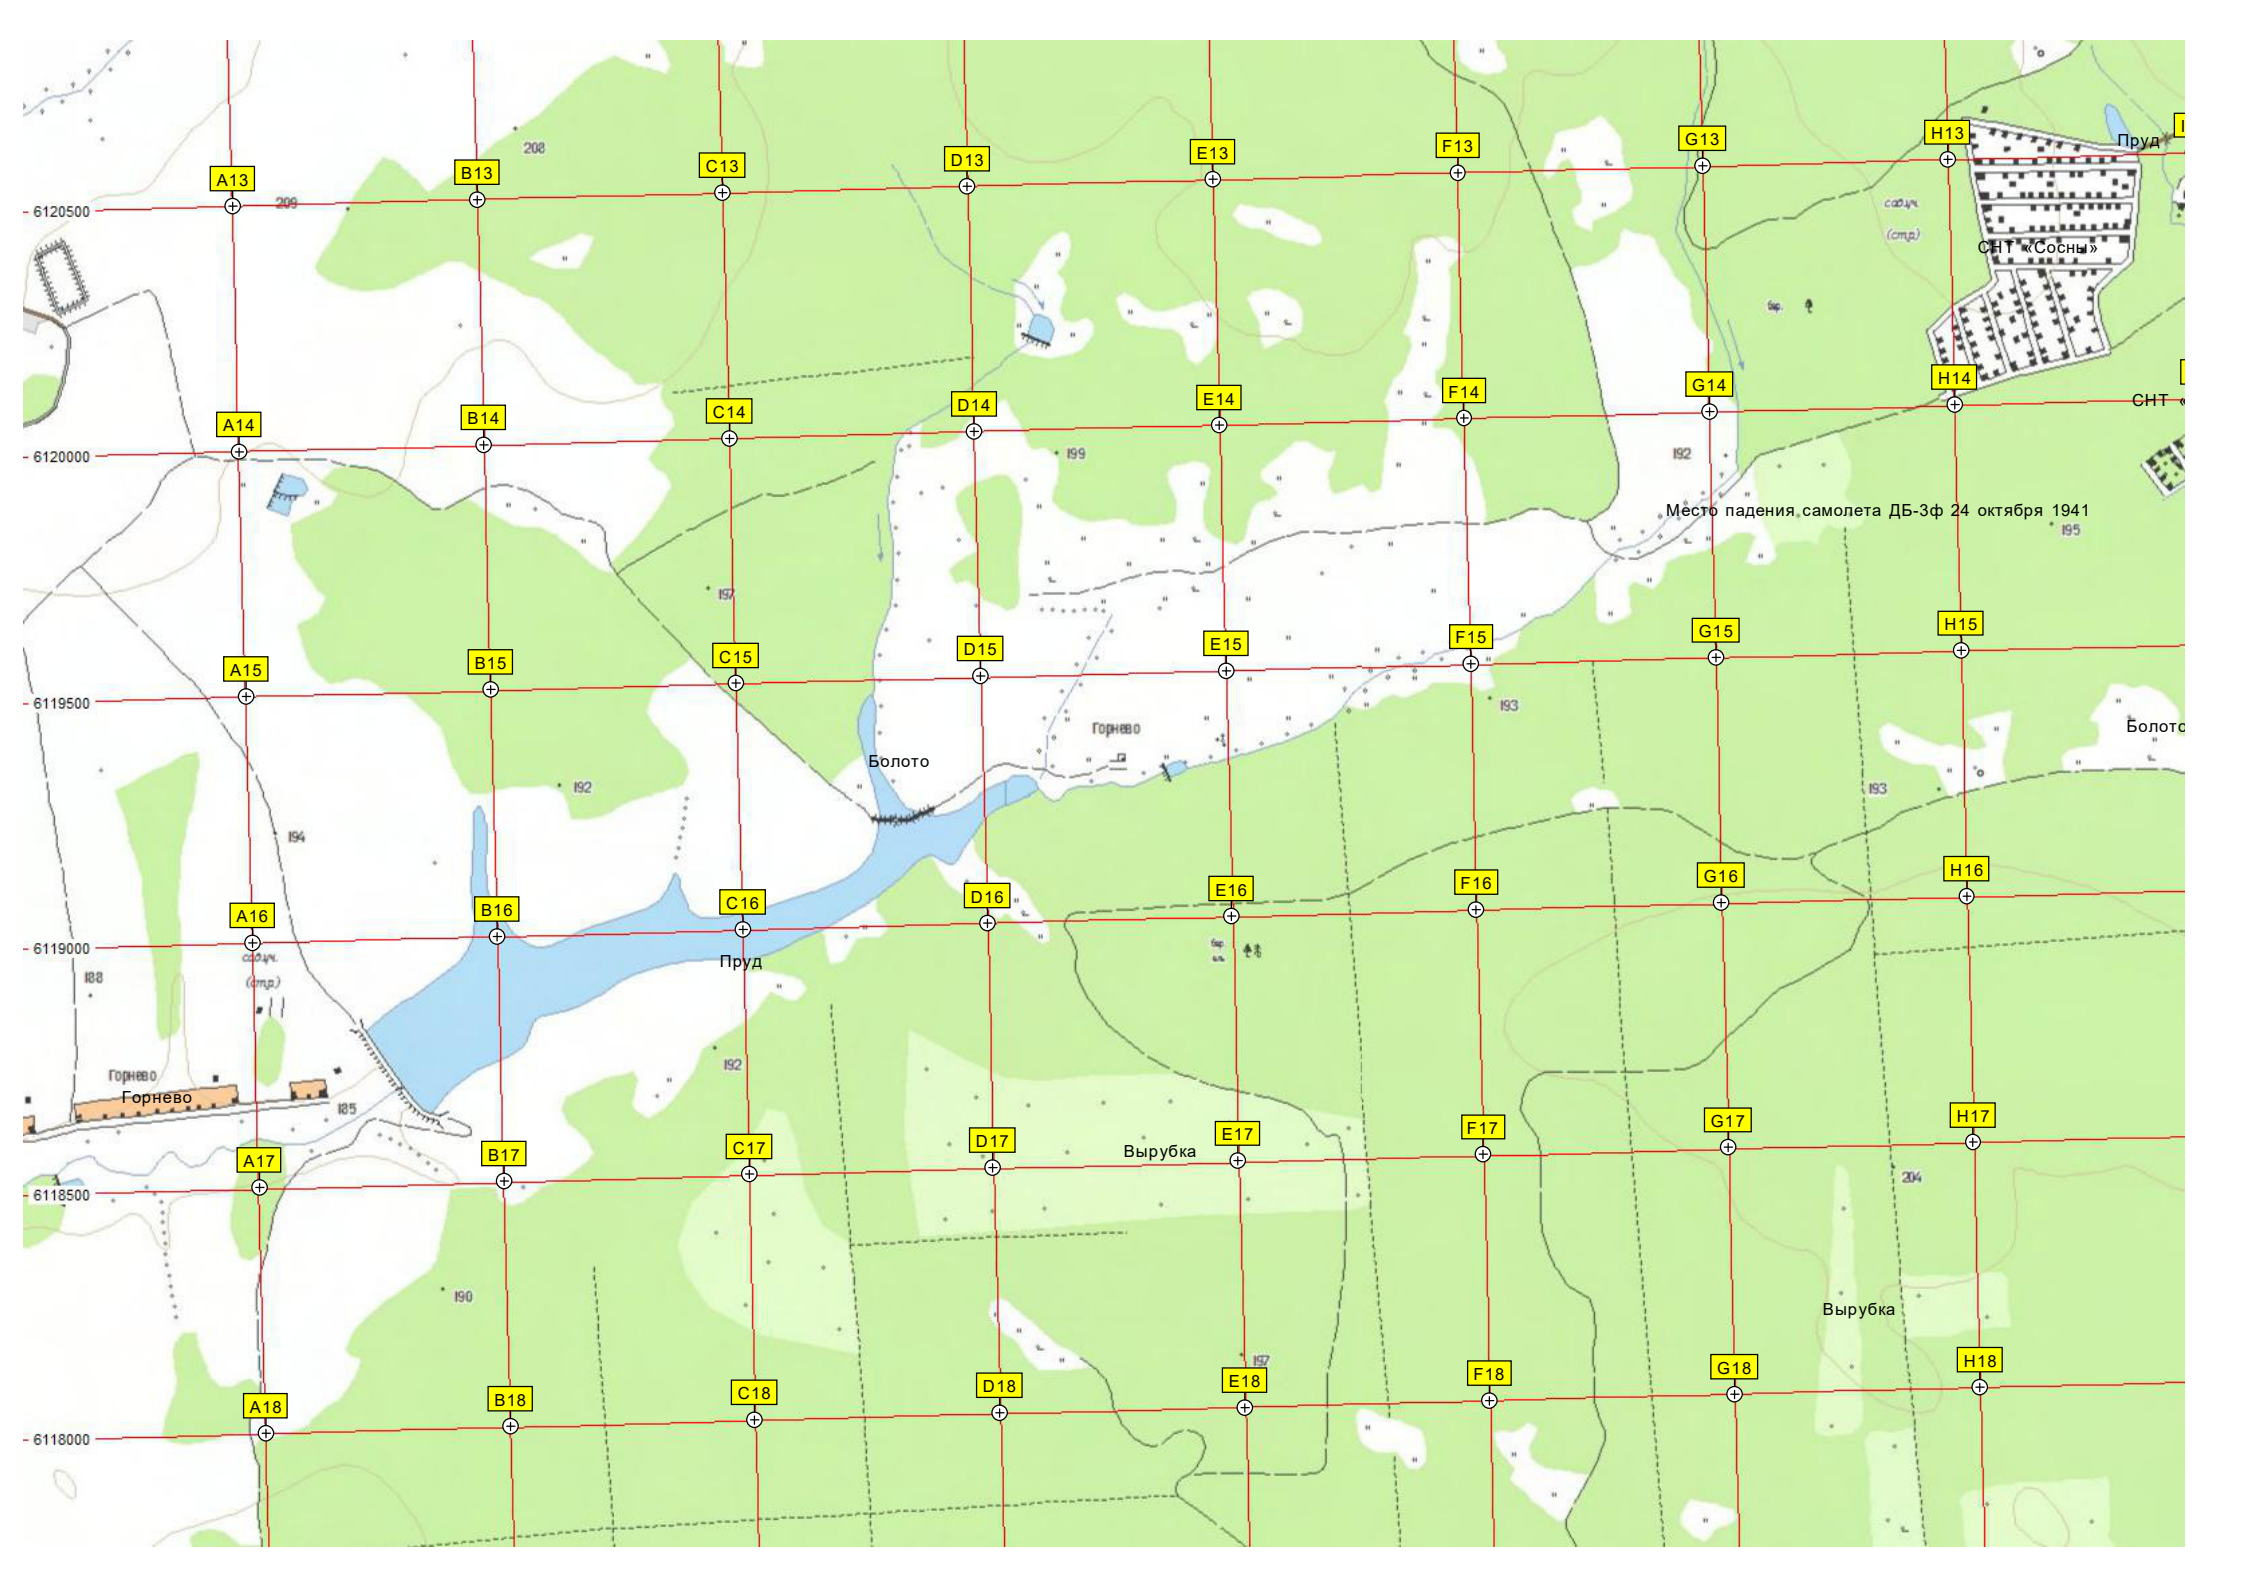 208
A13
B13
C13
D13
E13
F13
G13
H13
Пруд
6120500
209
садуч.
(стр)
СНТ «Сосны»
бер.
A14
B14
C14
D14
E14
F14
G14
H14
СНТ «
6120000
199
192
Место падения самолета ДБ-3ф 24 октября 1941
195
197
A15
B15
C15
D15
E15
F15
G15
H15
6119500
193
Горнево
Болото
Болото
192
193
194
A16
B16
C16
D16
E16
F16
G16
H16
6119000
садуч.
(стр)
188
Пруд
бер.
ель
192
Горнево
Горнево
185
A17
B17
C17
D17
E17
F17
G17
H17
Вырубка
6118500
204
190
Вырубка
197
A18
B18
C18
D18
E18
F18
G18
H18
6118000